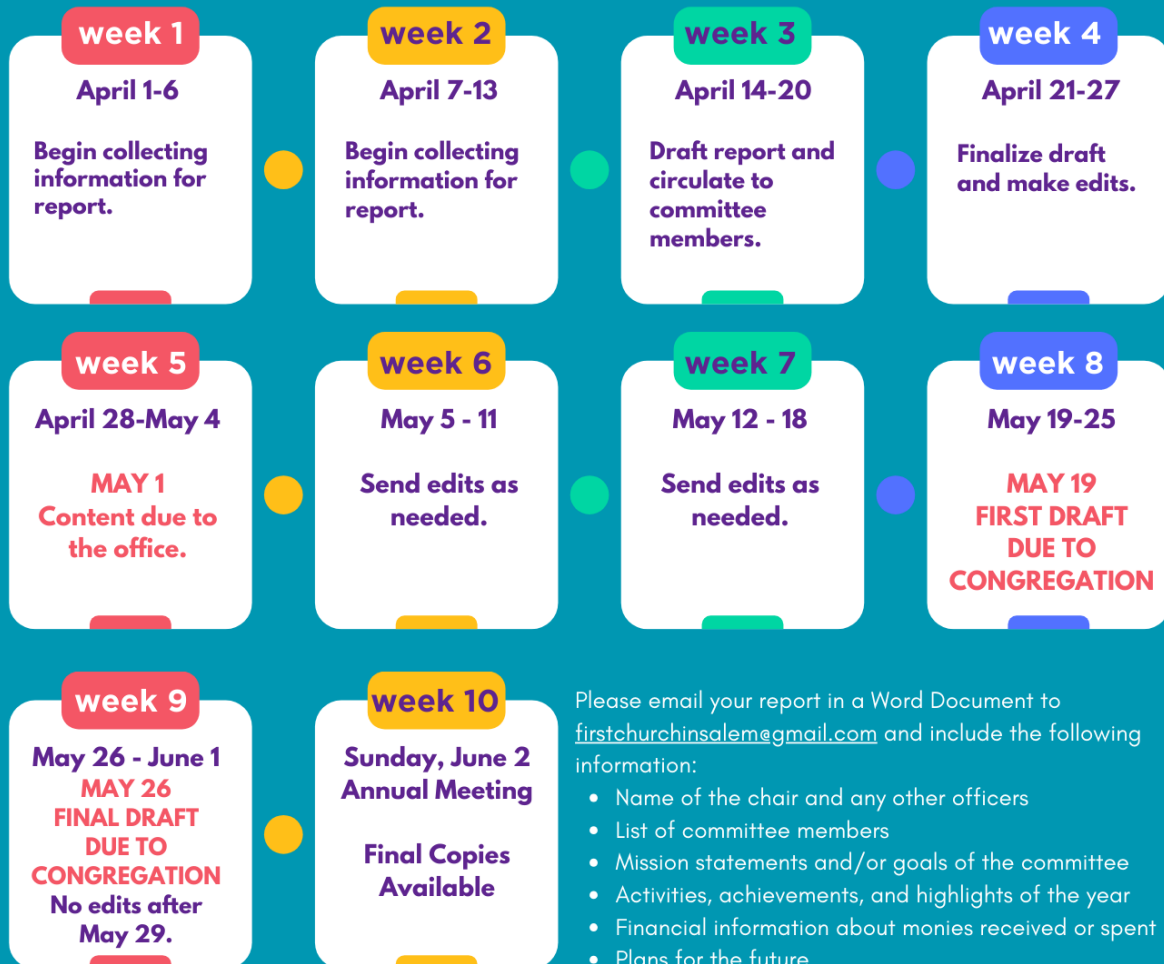 week 1
April 1-6
Begin collecting
information for
report.
week 2
April 7-13
Begin collecting
information for
report.
week 3
April 14-20
Draft report and
circulate to
committee
members.
week 4
April 21-27
Finalize draft
and make edits.
week 5
April 28-May 4
MAY 1
Content due to
the office.
week 6
May 5 - 11
Send edits as
needed.
week 7
May 12 - 18
Send edits as
needed.
week 8
May 19-25
MAY 19
FIRST DRAFT
DUE TO
CONGREGATION
week 9
May 26 - June 1
MAY 26
FINAL DRAFT
DUE TO
CONGREGATION
No edits after
May 29.
week 10
Sunday, June 2
Annual Meeting
Final Copies
Available
Please email your report in a Word Document to
firstchurchinsalem@gmail.com and include the following
information:
• Name of the chair and any other officers
• List of committee members
• Mission statements and/or goals of the committee
• Activities, achievements, and highlights of the year
• Financial information about monies received or spent
• Plans for the future